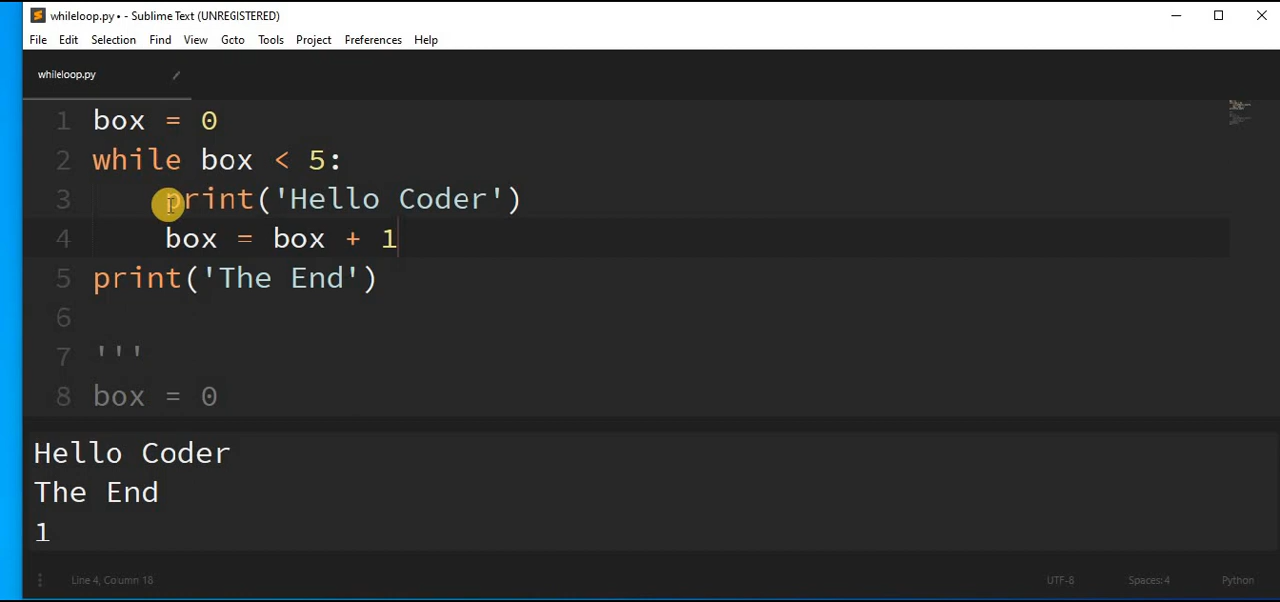 whileloop.py • - Sublime Text (UNREGISTERED)
File Edit Selection Find View Goto Tools Project Preferences Help
whileloop.py
1 box = 0
2 while box < 5:
3 print('Hello Coder')
4 box = box + 1
5 print('The End')
6
7 '''
8 box = 0
Hello Coder
The End
1
Line 4, Column 18 UTF-8 Spaces: 4 Python